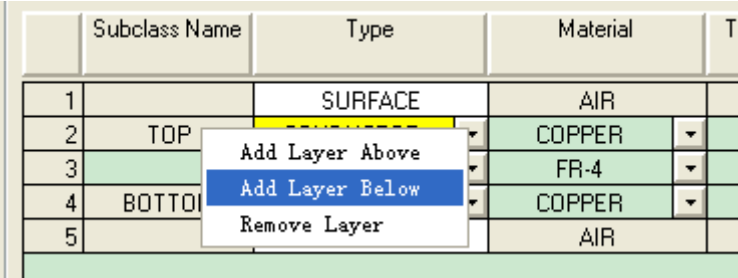 Subclass Name Type Material T
1 SURFACE AIR
2 TOP COPPER
Add Layer Above
3 FR-4
Add Layer Below
4 BOTTO COPPER
Remove Layer
5 AIR